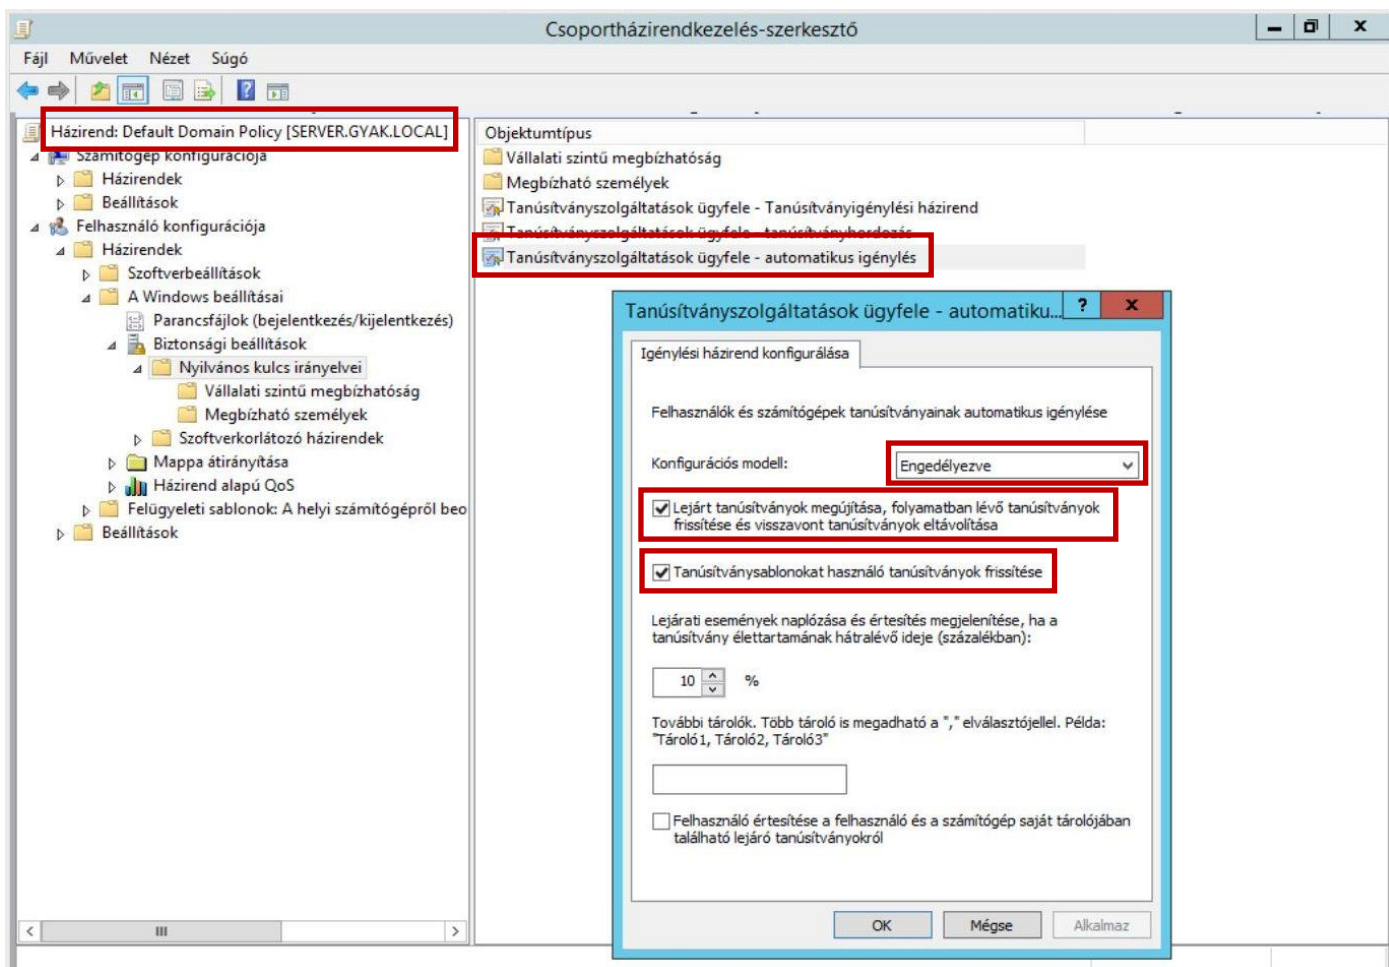 Csoportházirendkezelés-szerkesztő
Fájl Művelet Nézet Súgó
Házirend: Default Domain Policy [SERVER.GYAK.LOCAL]
Számítógép konfigurációja
Házirendek
Beállítások
Felhasználó konfigurációja
Házirendek
Szoftverbeállítások
A Windows beállításai
Parancsfájlok (bejelentkezés/kijelentkezés)
Biztonsági beállítások
Nyilvános kulcs irányelvei
Vállalati szintű megbízhatóság
Megbízható személyek
Szoftverkorlátozó házirendek
Mappa átirányítása
Házirend alapú QoS
Felügyeleti sablonok: A helyi számítógépről beo
Beállítások
Objektumtípus
Vállalati szintű megbízhatóság
Megbízható személyek
Tanúsítványszolgáltatások ügyfele - Tanúsítványigénylési házirend
Tanúsítványszolgáltatások ügyfele - tanúsítványhordozás
Tanúsítványszolgáltatások ügyfele - automatikus igénylés
Tanúsítványszolgáltatások ügyfele - automatiku... ? x
Igénylési házirend konfigurálása
Felhasználók és számítógépek tanúsítványainak automatikus igénylése
Konfigurációs modell: Engedélyezve
Lejárt tanúsítványok megújítása, folyamatban lévő tanúsítványok
frissítése és visszavont tanúsítványok eltávolítása
Tanúsítványsablonokat használó tanúsítványok frissítése
Lejárati események naplózása és értesítés megjelenítése, ha a
tanúsítvány élettartamának hátralévő ideje (százalékban):
10 %
További tárolók. Több tároló is megadható a "," elválasztójellel. Példa:
"Tároló1, Tároló2, Tároló3"
Felhasználó értesítése a felhasználó és a számítógép saját tárolójában
található lejáró tanúsítványokról
OK Mégse Alkalmaz